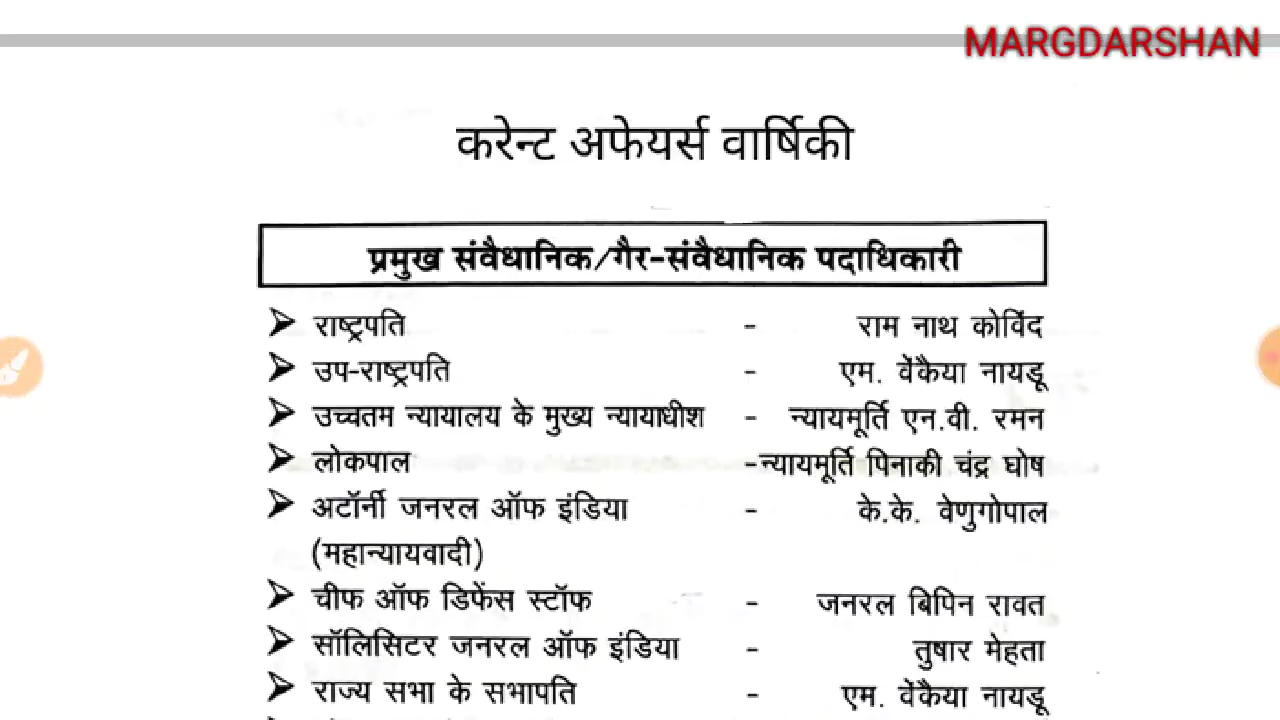 MARGDARSHAN
करेन्ट अफेयर्स वार्षिकी
प्रमुख संवैधानिक/गैर-संवैधानिक पदाधिकारी
➢ राष्ट्रपति - राम नाथ कोविंद
➢ उप-राष्ट्रपति - एम. वेंकैया नायडू
➢ उच्चतम न्यायालय के मुख्य न्यायाधीश - न्यायमूर्ति एन.वी. रमन
➢ लोकपाल -न्यायमूर्ति पिनाकी चंद्र घोष
➢ अटॉर्नी जनरल ऑफ इंडिया - के.के. वेणुगोपाल
(महान्यायवादी)
➢ चीफ ऑफ डिफेंस स्टॉफ - जनरल बिपिन रावत
➢ सॉलिसिटर जनरल ऑफ इंडिया - तुषार मेहता
➢ राज्य सभा के सभापति - एम. वेंकैया नायडू